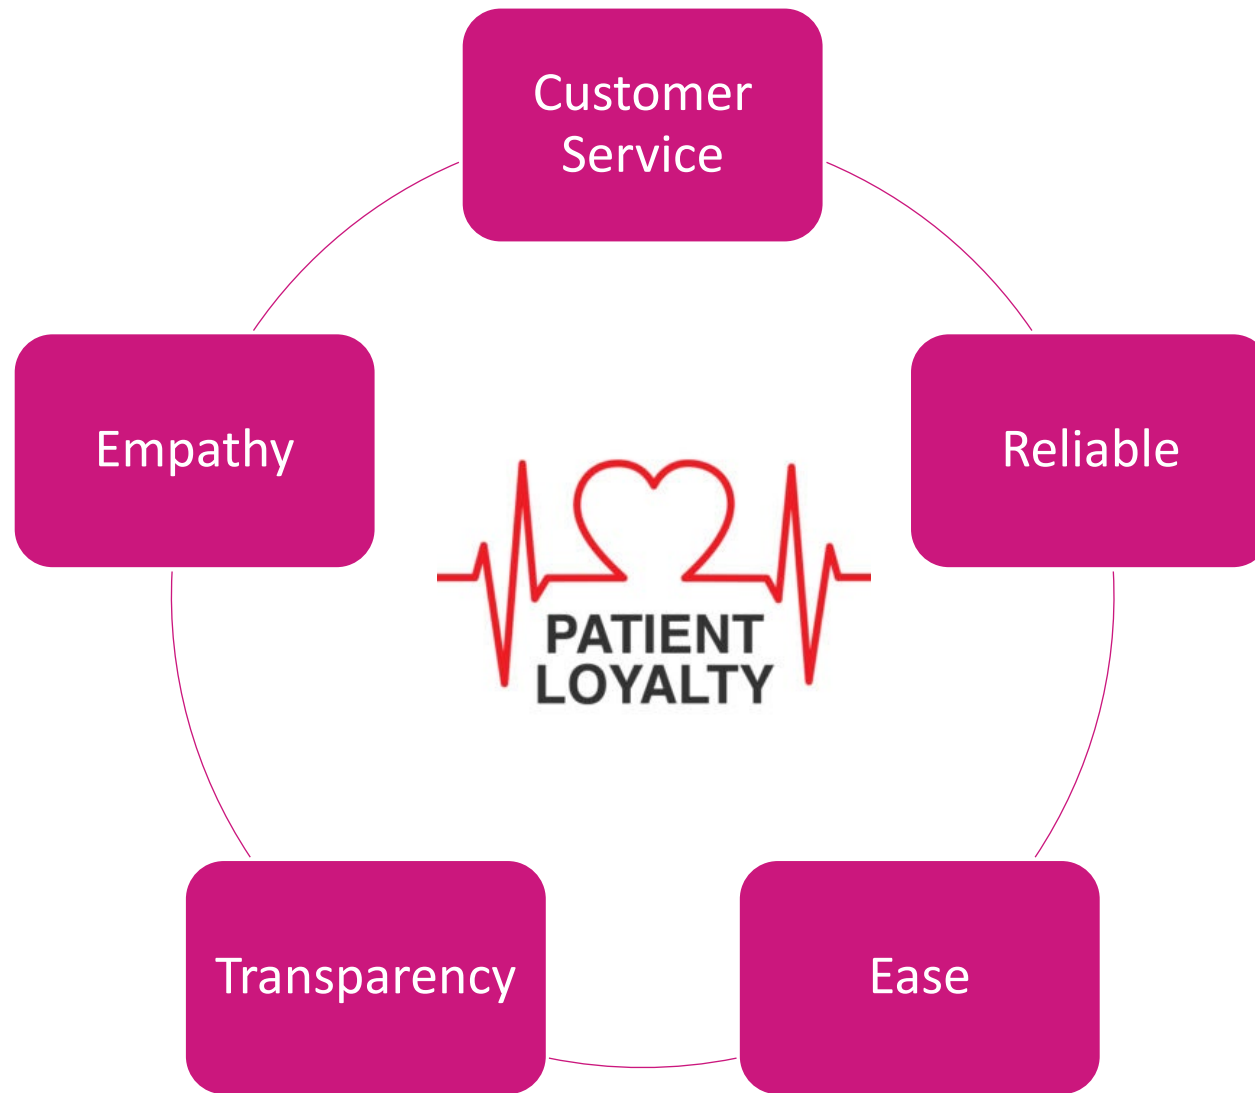 Customer
Service
Empathy
Reliable
PATIENT
LOYALTY
Transparency
Ease